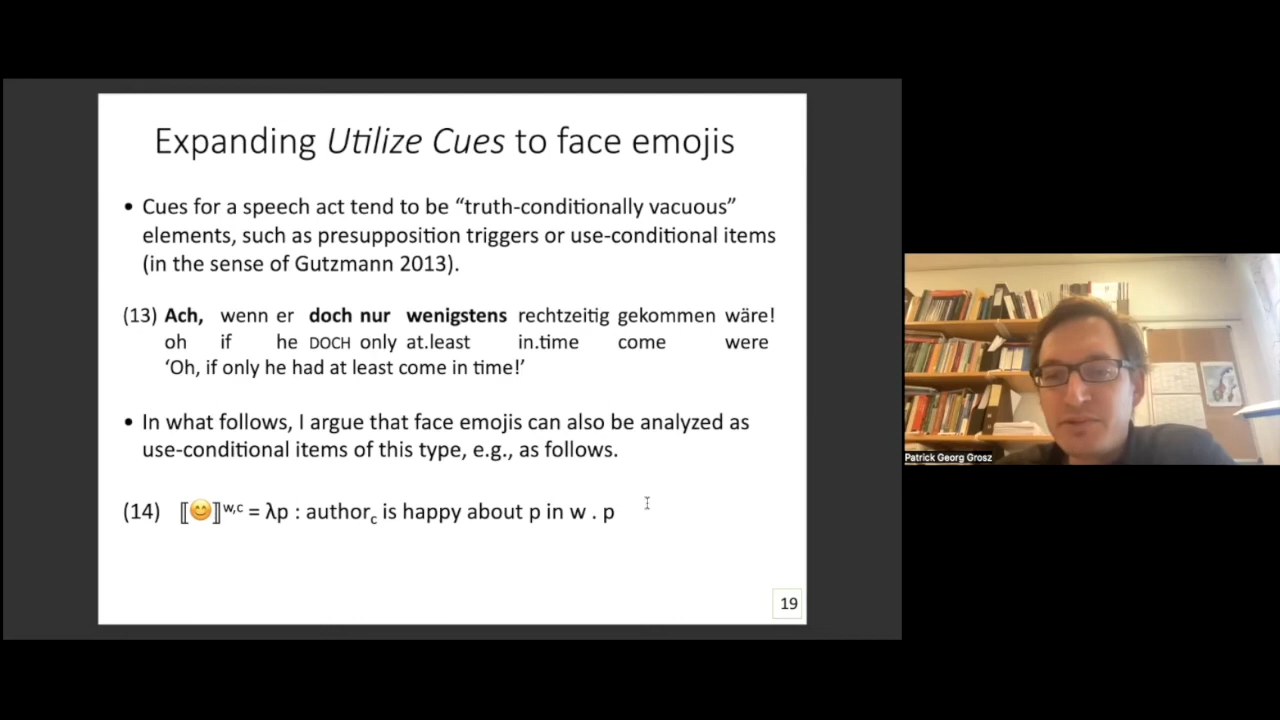 Expanding Utilize Cues to face emojis
• Cues for a speech act tend to be “truth-conditionally vacuous”
elements, such as presupposition triggers or use-conditional items
(in the sense of Gutzmann 2013).
(13) Ach, wenn er doch nur wenigstens rechtzeitig gekommen wäre!
oh if he DOCH only at.least in.time come were
‘Oh, if only he had at least come in time!’
• In what follows, I argue that face emojis can also be analyzed as
use-conditional items of this type, e.g., as follows.
(14) ⟦😊⟧w,c = λp : authorc is happy about p in w . p
19
Patrick Georg Grosz